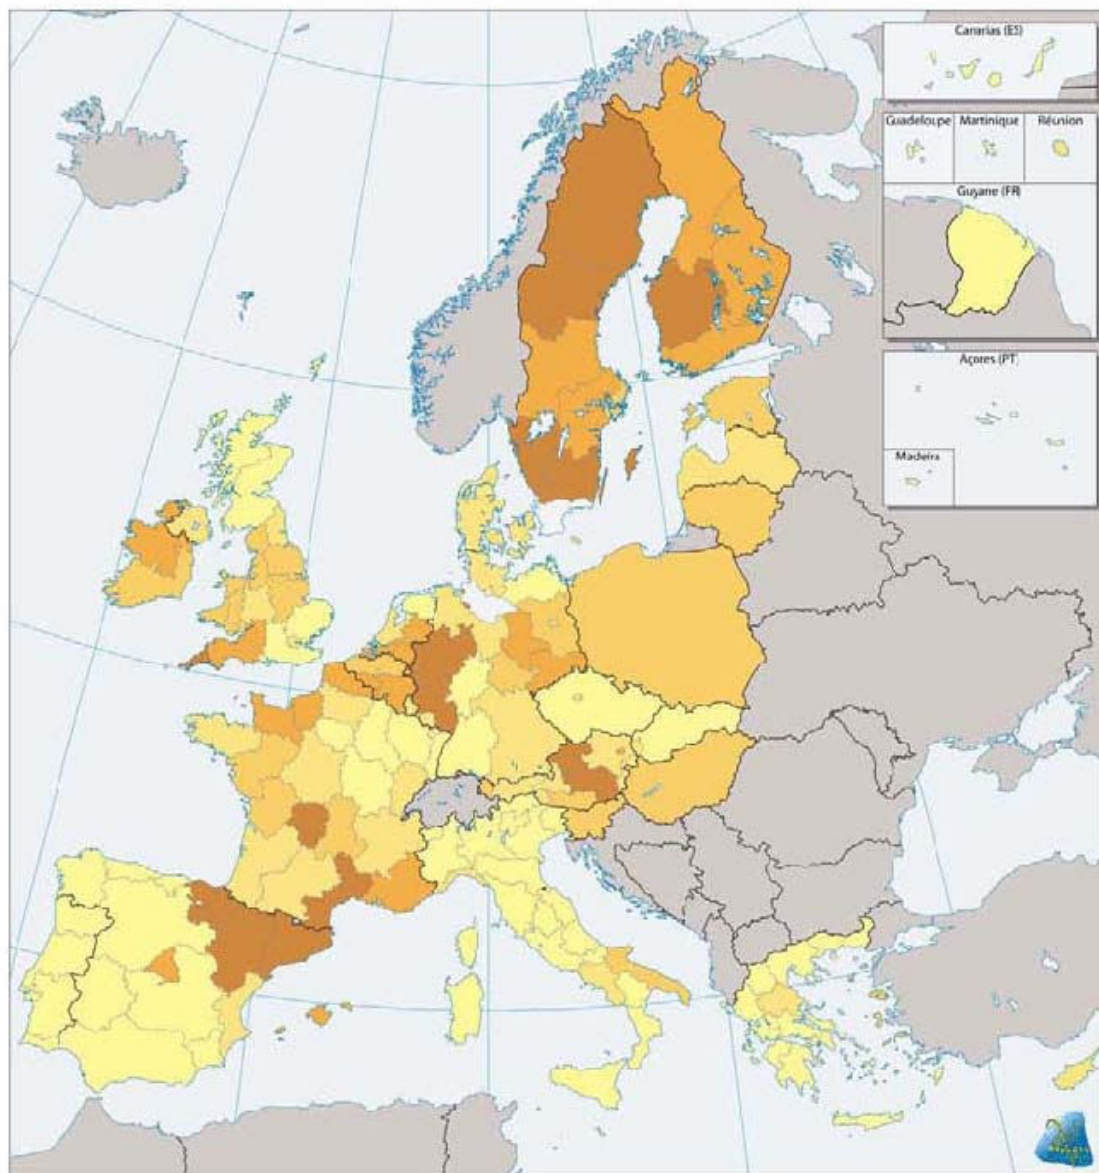 Canarias (ES)
Guadeloupe
Martinique
Réunion
Guyane (FR)
Açores (PT)
Madeira